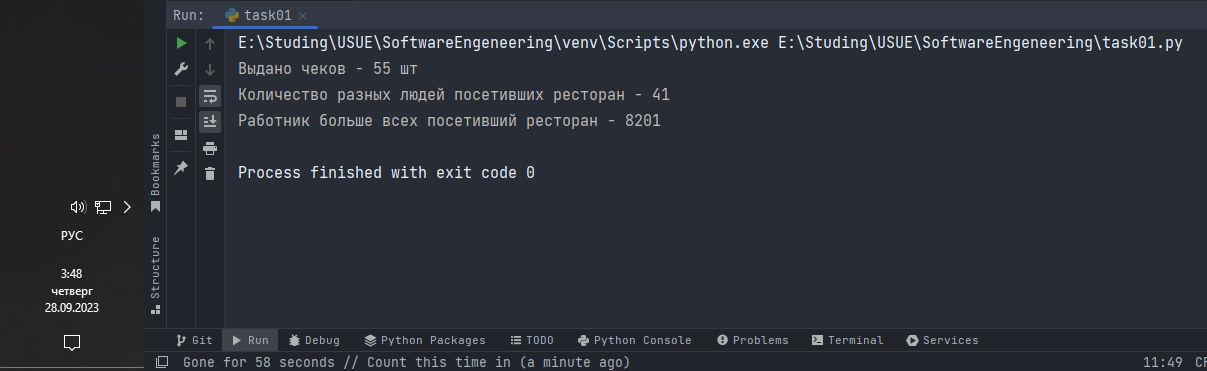 Run: task01
E:\Studing\USUE\SoftwareEngeneering\venv\Scripts\python.exe E:\Studing\USUE\SoftwareEngeneering\task01.py
Выдано чеков - 55 шт
Количество разных людей посетивших ресторан - 41
Работник больше всех посетивший ресторан - 8201
Process finished with exit code 0
Bookmarks
Structure
РУС
3:48
четверг
28.09.2023
Git Run Debug Python Packages TODO Python Console Problems Terminal Services
Gone for 58 seconds // Count this time in (a minute ago) 11:49